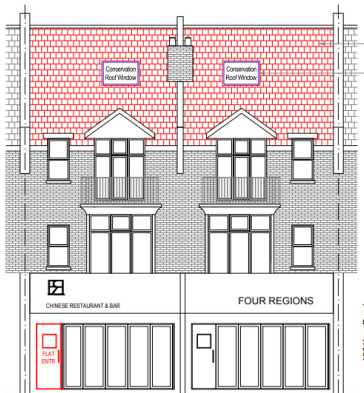 Conservation
Roof Window
Conservation
Roof Window
CHINESE RESTAURANT & BAR
FOUR REGIONS
FLAT
ENTR